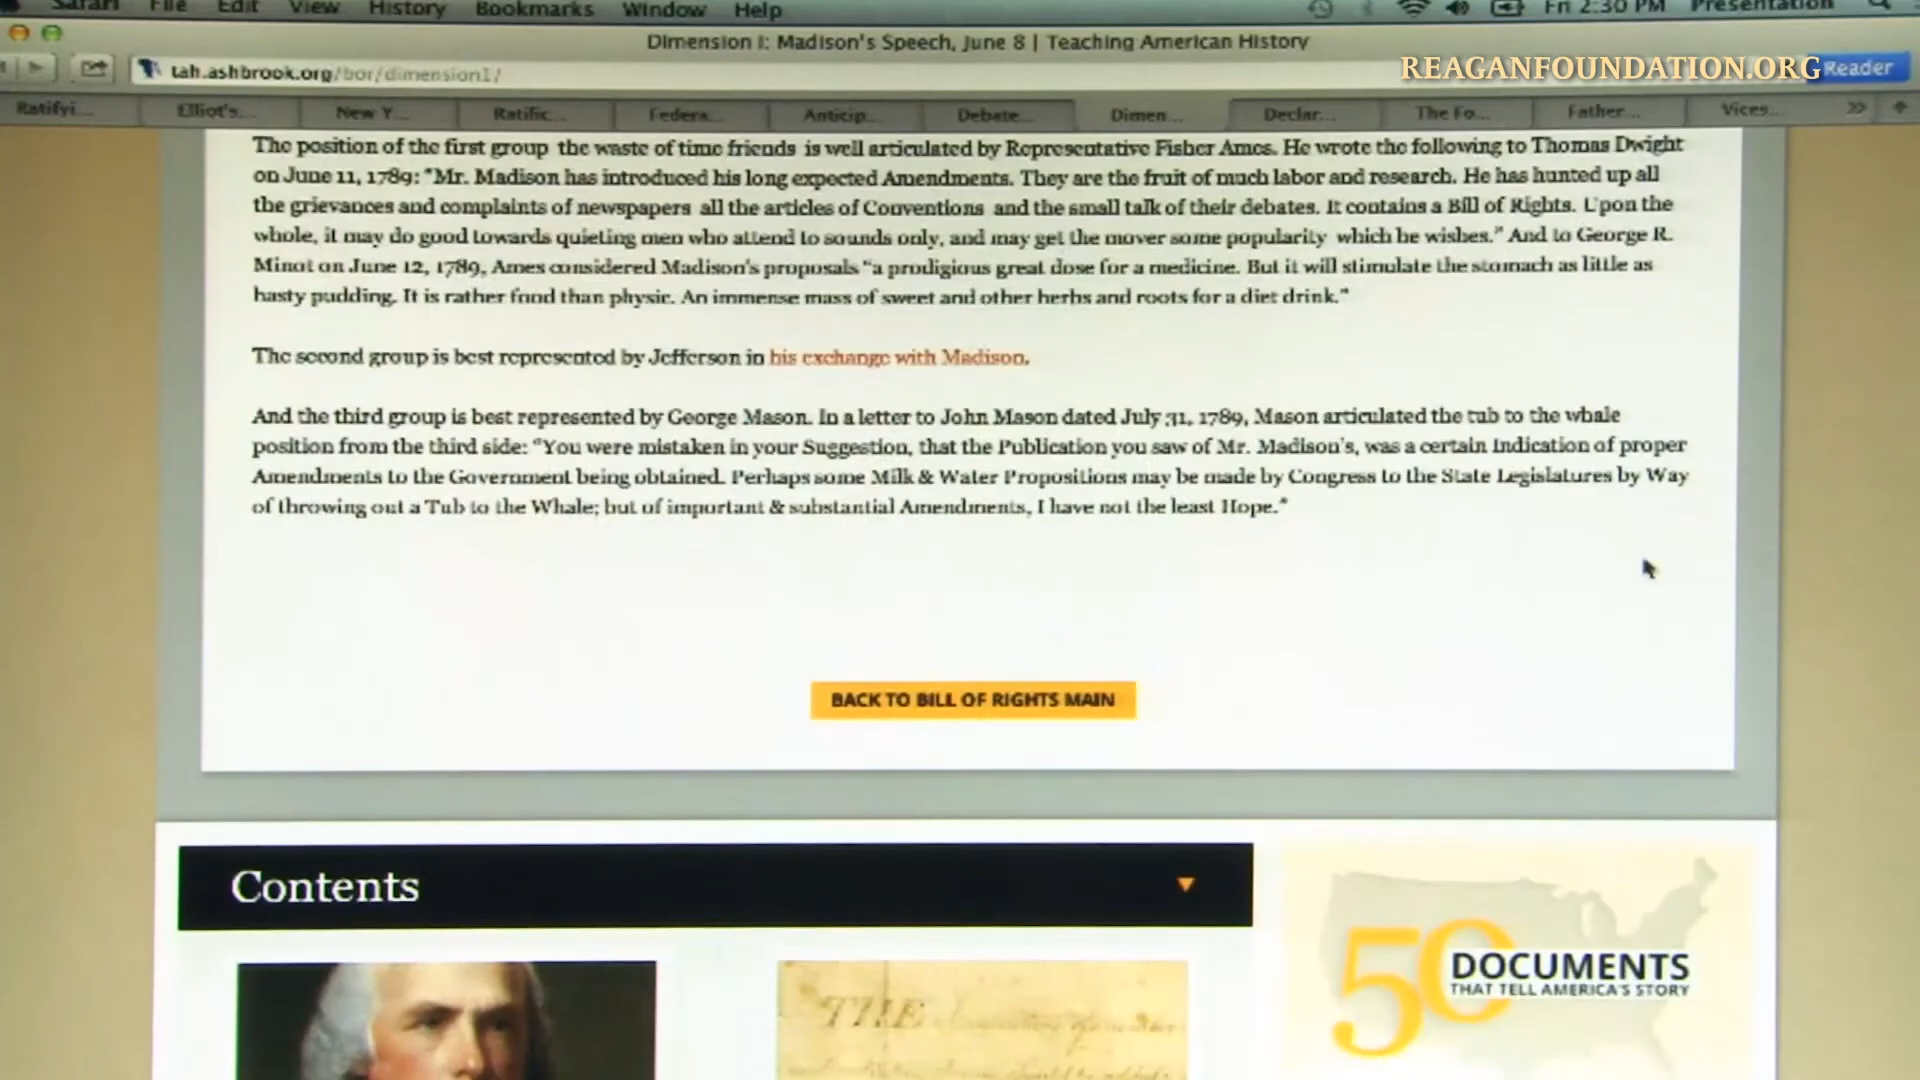 Safari File Edit View History Bookmarks Window Help Fri 2:30 PM Presentation
Dimension I: Madison's Speech, June 8 | Teaching American History
tah.ashbrook.org/bor/dimension1/
REAGANFOUNDATION.ORG
Reader
Ratifyi... Elliot's... New Y... Ratific... Federa... Anticip... Debate... Dimen... Declar... The Fo... Father... Vices...
The position of the first group the waste of time friends is well articulated by Representative Fisher Ames. He wrote the following to Thomas Dwight
on June 11, 1789: "Mr. Madison has introduced his long expected Amendments. They are the fruit of much labor and research. He has hunted up all
the grievances and complaints of newspapers all the articles of Conventions and the small talk of their debates. It contains a Bill of Rights. Upon the
whole, it may do good towards quieting men who attend to sounds only, and may get the mover some popularity which he wishes." And to George R.
Minot on June 12, 1789, Ames considered Madison's proposals "a prodigious great dose for a medicine. But it will stimulate the stomach as little as
hasty pudding. It is rather food than physic. An immense mass of sweet and other herbs and roots for a diet drink."
The second group is best represented by Jefferson in his exchange with Madison.
And the third group is best represented by George Mason. In a letter to John Mason dated July 31, 1789, Mason articulated the tub to the whale
position from the third side: "You were mistaken in your Suggestion, that the Publication you saw of Mr. Madison's, was a certain Indication of proper
Amendments to the Government being obtained. Perhaps some Milk & Water Propositions may be made by Congress to the State Legislatures by Way
of throwing out a Tub to the Whale; but of important & substantial Amendments, I have not the least Hope."
BACK TO BILL OF RIGHTS MAIN
Contents
50 DOCUMENTS
THAT TELL AMERICA'S STORY
THE